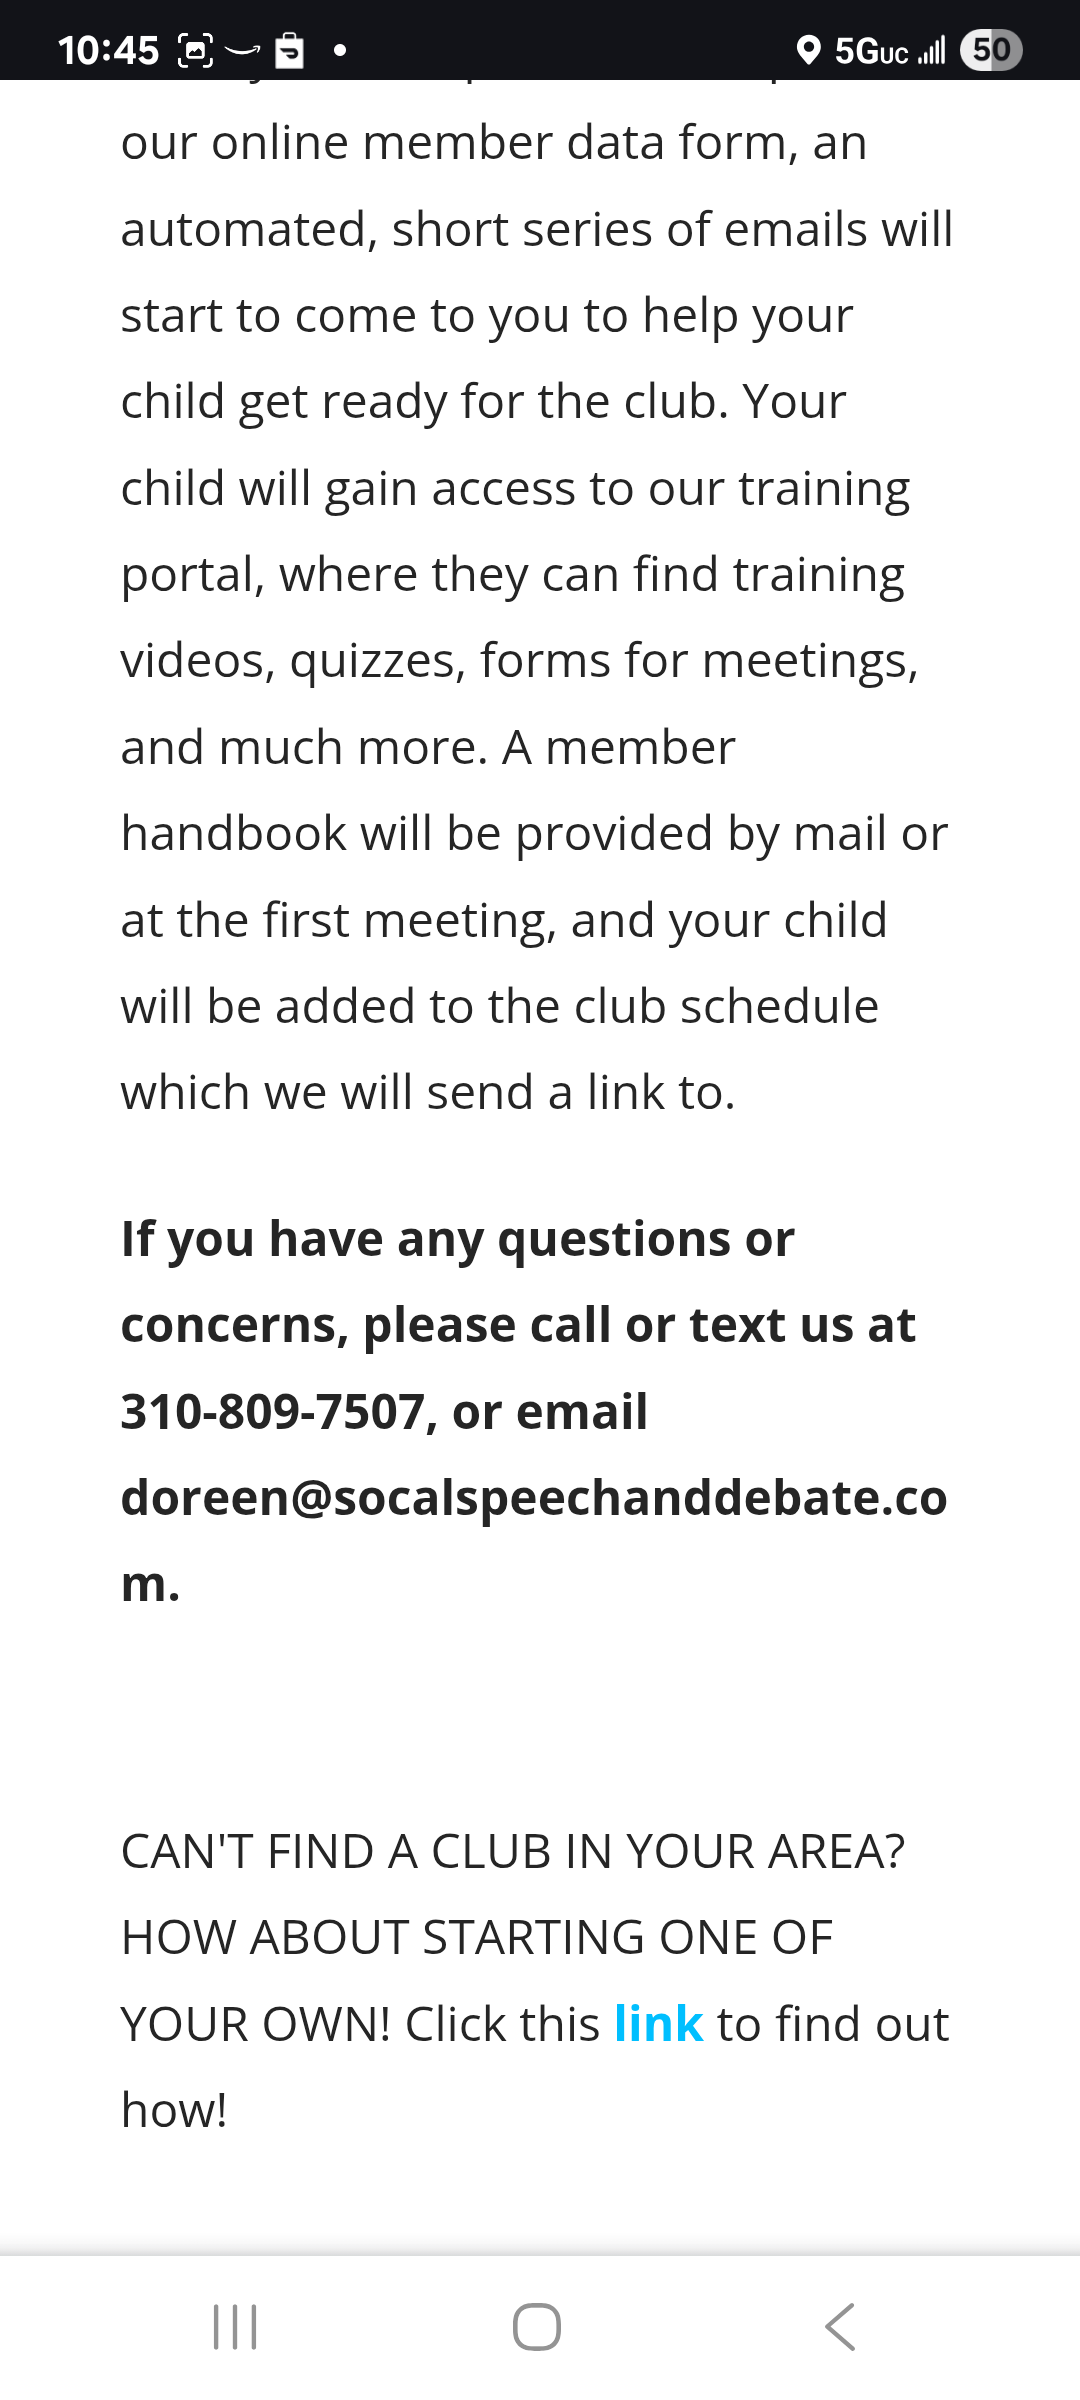 10:45 5GUC 50
our online member data form, an
automated, short series of emails will
start to come to you to help your
child get ready for the club. Your
child will gain access to our training
portal, where they can find training
videos, quizzes, forms for meetings,
and much more. A member
handbook will be provided by mail or
at the first meeting, and your child
will be added to the club schedule
which we will send a link to.
If you have any questions or
concerns, please call or text us at
310-809-7507, or email
doreen@socalspeechanddebate.co
m.
CAN'T FIND A CLUB IN YOUR AREA?
HOW ABOUT STARTING ONE OF
YOUR OWN! Click this link to find out
how!